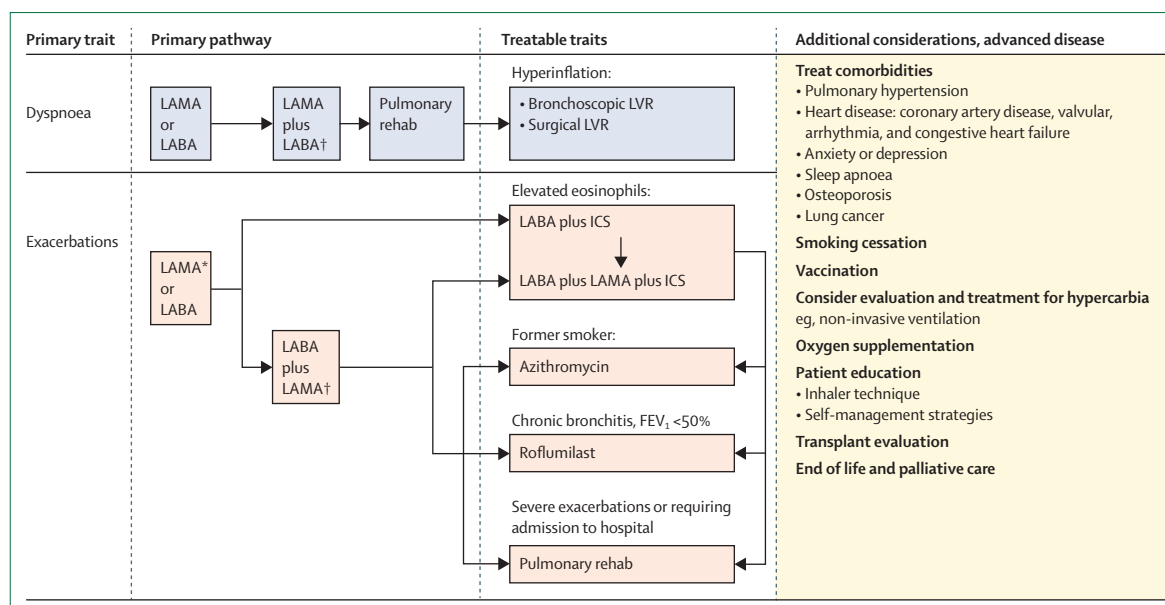 Primary trait
Primary pathway
Treatable traits
Additional considerations, advanced disease
Dyspnoea
LAMA
or
LABA
LAMA
plus
LABA†
Pulmonary
rehab
Hyperinflation:
• Bronchoscopic LVR
• Surgical LVR
Exacerbations
LAMA*
or
LABA
LABA
plus
LAMA†
Elevated eosinophils:
LABA plus ICS
LABA plus LAMA plus ICS
Former smoker:
Azithromycin
Chronic bronchitis, FEV₁ <50%
Roflumilast
Severe exacerbations or requiring
admission to hospital
Pulmonary rehab
Treat comorbidities
• Pulmonary hypertension
• Heart disease: coronary artery disease, valvular,
arrhythmia, and congestive heart failure
• Anxiety or depression
• Sleep apnoea
• Osteoporosis
• Lung cancer
Smoking cessation
Vaccination
Consider evaluation and treatment for hypercarbia
eg, non-invasive ventilation
Oxygen supplementation
Patient education
• Inhaler technique
• Self-management strategies
Transplant evaluation
End of life and palliative care